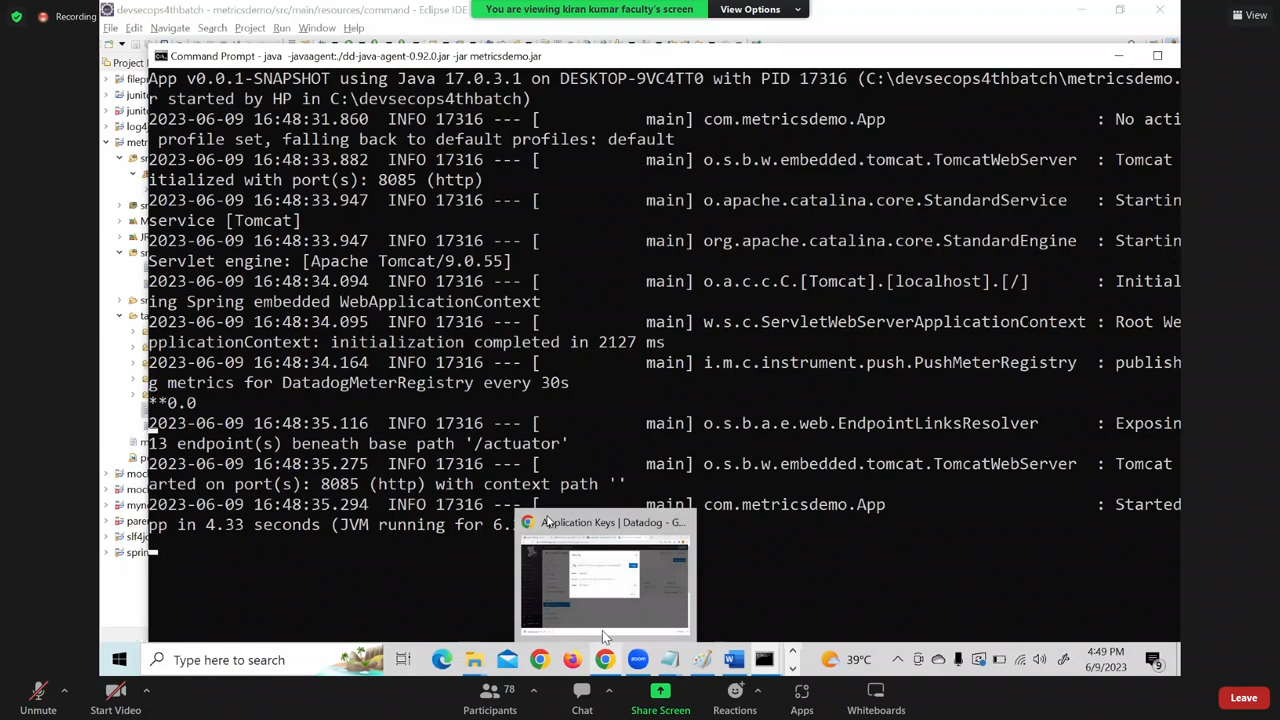 Recording
devsecops4thbatch - metricsdemo/src/main/resources/command - Eclipse IDE
You are viewing kiran kumar faculty's screen
View Options
View
File Edit Navigate Search Project Run Window Help
Command Prompt - java -javaagent:./dd-java-agent-0.92.0.jar -jar metricsdemo.jar
Project
filep
junit
junit
log4j
metr
App v0.0.1-SNAPSHOT using Java 17.0.3.1 on DESKTOP-9VC4TT0 with PID 17316 (C:\devsecops4thbatch\metricsdemo.
r started by HP in C:\devsecops4thbatch)
2023-06-09 16:48:31.860 INFO 17316 --- [ main] com.metricsdemo.App : No acti
profile set, falling back to default profiles: default
2023-06-09 16:48:33.882 INFO 17316 --- [ main] o.s.b.w.embedded.tomcat.TomcatWebServer : Tomcat
itialized with port(s): 8085 (http)
2023-06-09 16:48:33.947 INFO 17316 --- [ main] o.apache.catalina.core.StandardService : Startin
service [Tomcat]
2023-06-09 16:48:33.947 INFO 17316 --- [ main] org.apache.catalina.core.StandardEngine : Startin
Servlet engine: [Apache Tomcat/9.0.55]
2023-06-09 16:48:34.094 INFO 17316 --- [ main] o.a.c.c.C.[Tomcat].[localhost].[/] : Initial
ing Spring embedded WebApplicationContext
2023-06-09 16:48:34.095 INFO 17316 --- [ main] w.s.c.ServletWebServerApplicationContext : Root We
pplicationContext: initialization completed in 2127 ms
2023-06-09 16:48:34.164 INFO 17316 --- [ main] i.m.c.instrument.push.PushMeterRegistry : publish
g metrics for DatadogMeterRegistry every 30s
**0.0
2023-06-09 16:48:35.116 INFO 17316 --- [ main] o.s.b.a.e.web.EndpointLinksResolver : Exposin
13 endpoint(s) beneath base path '/actuator'
2023-06-09 16:48:35.275 INFO 17316 --- [ main] o.s.b.w.embedded.tomcat.TomcatWebServer : Tomcat
arted on port(s): 8085 (http) with context path ''
2023-06-09 16:48:35.294 INFO 17316 --- [ main] com.metricsdemo.App : Started
pp in 4.33 seconds (JVM running for 6.
moc
myn
pare
slf4j
sprin
Application Keys | Datadog - G...
Type here to search
zoom
39°C
4:49 PM
6/9/2023
9
Unmute
Start Video
78
Participants
Chat
Share Screen
Reactions
Apps
Whiteboards
Leave